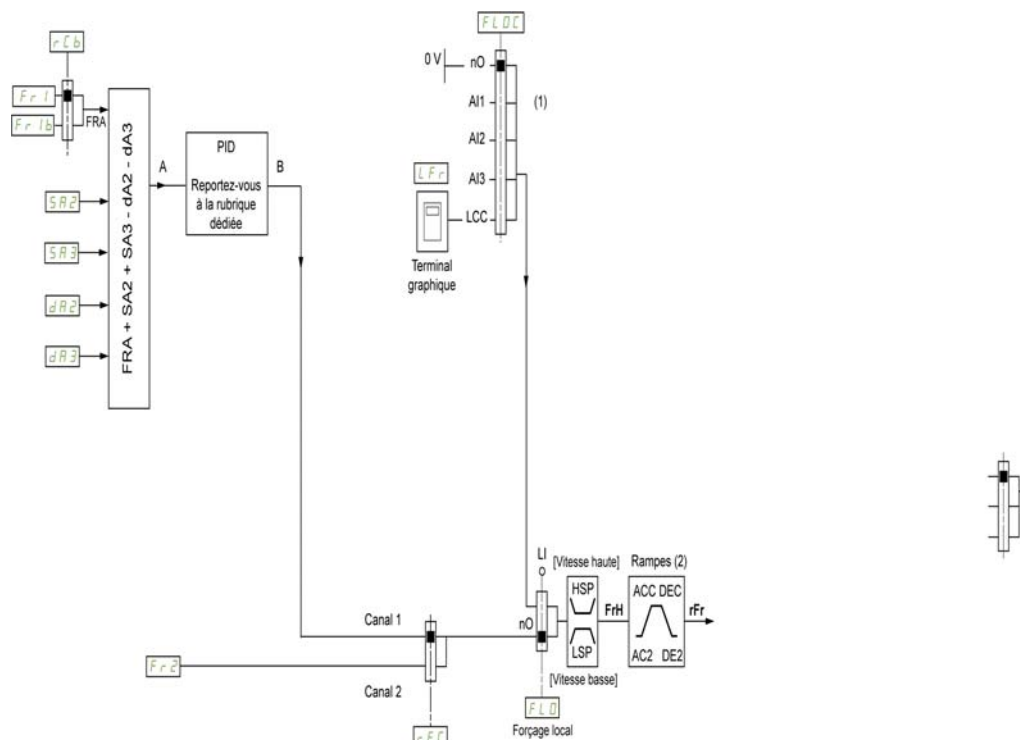 rCb
Fr1
Fr1b
FRA
SA2
SA3
dA2
dA3
FRA + SA2 + SA3 - dA2 - dA3
A
PID
Reportez-vous
à la rubrique
dédiée
B
FLOC
0 V
nO
AI1
(1)
AI2
AI3
LFr
LCC
Terminal
graphique
LI
[Vitesse haute]
Rampes (2)
HSP
ACC DEC
FrH
rFr
LSP
AC2 DE2
[Vitesse basse]
Canal 1
nO
Fr2
Canal 2
rFC
FLO
Forçage local